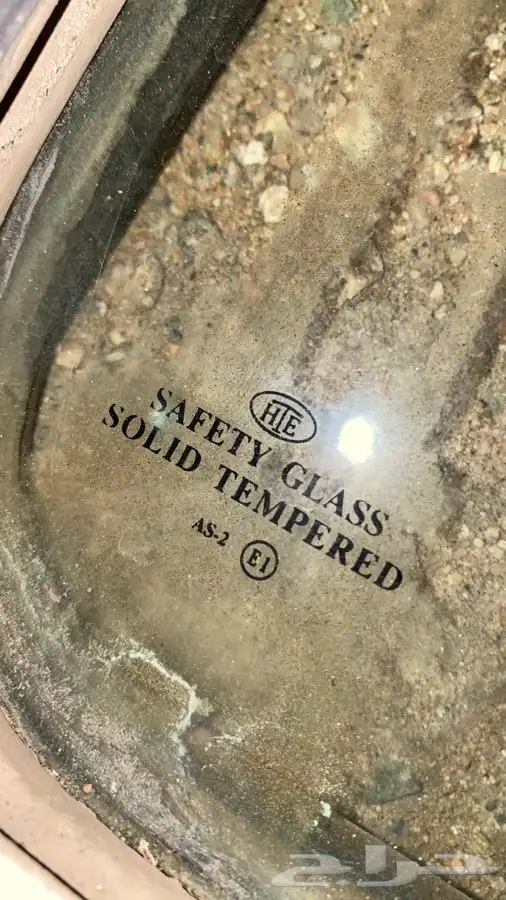 HTE
SAFETY GLASS
SOLID TEMPERED
AS-2
E1
حراج